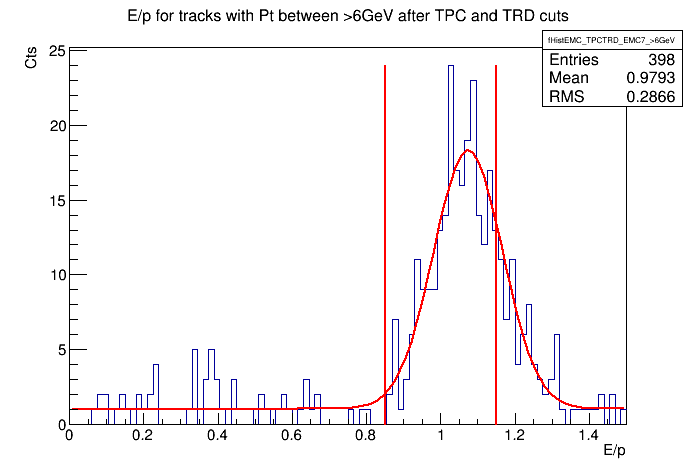 E/p for tracks with Pt between >6GeV after TPC and TRD cuts
fHistEMC_TPCTRD_EMC7_>6GeV
Entries 398
Mean 0.9793
RMS 0.2866
Cts
25
20
15
10
5
0
0 0.2 0.4 0.6 0.8 1 1.2 1.4
E/p